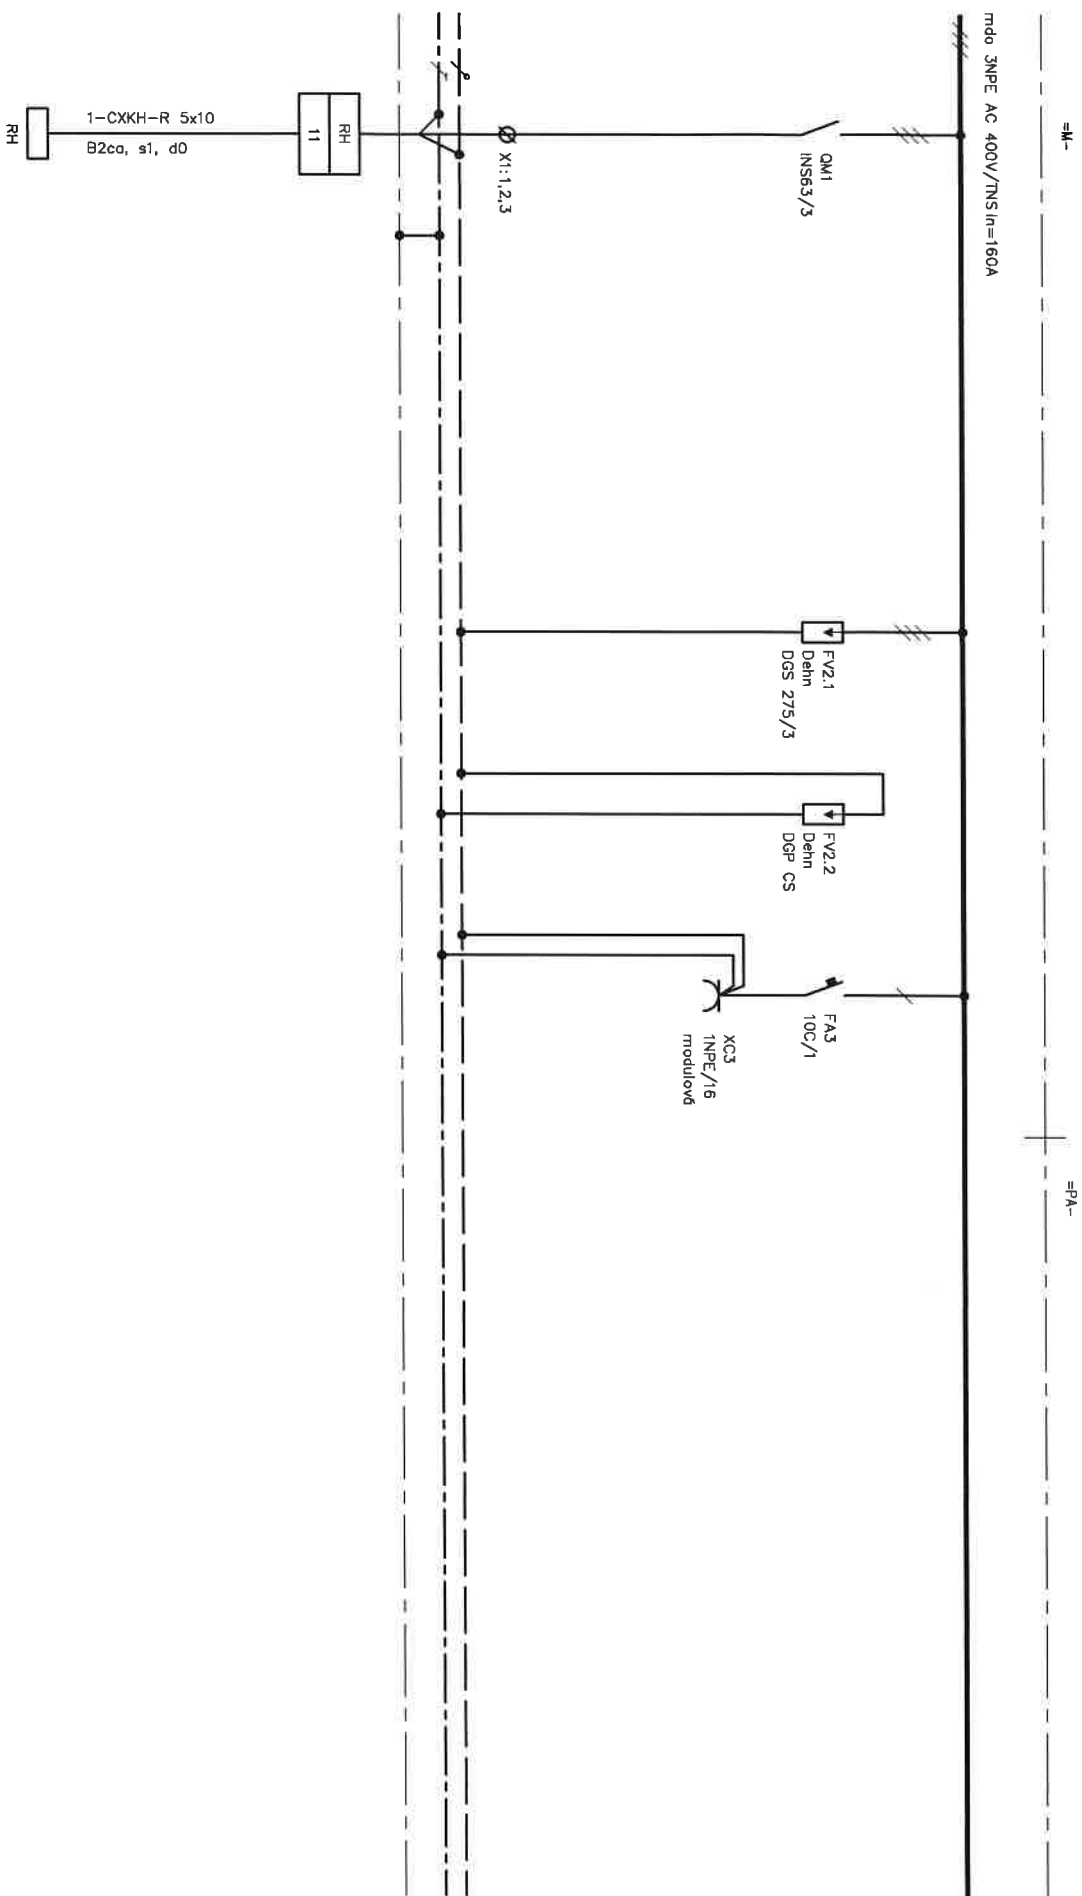 =M-
=PA-
mdo 3NPE AC 400V/TNS In=160A
QM1
INS63/3
FV2.1
Dehn
DGS 275/3
FV2.2
Dehn
DGP CS
FA3
10C/1
XC3
1NPE/16
modulová
X1:1,2,3
RH
11
1-CXKH-R 5x10
B2ca, s1, d0
RH